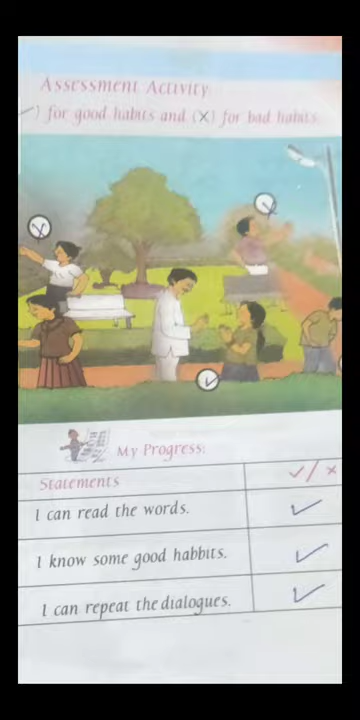 Assessment Activity
✓) for good habits and (X) for bad habits.
My Progress:
Statements ✓/×
I can read the words. ✓
I know some good habbits. ✓
I can repeat the dialogues. ✓